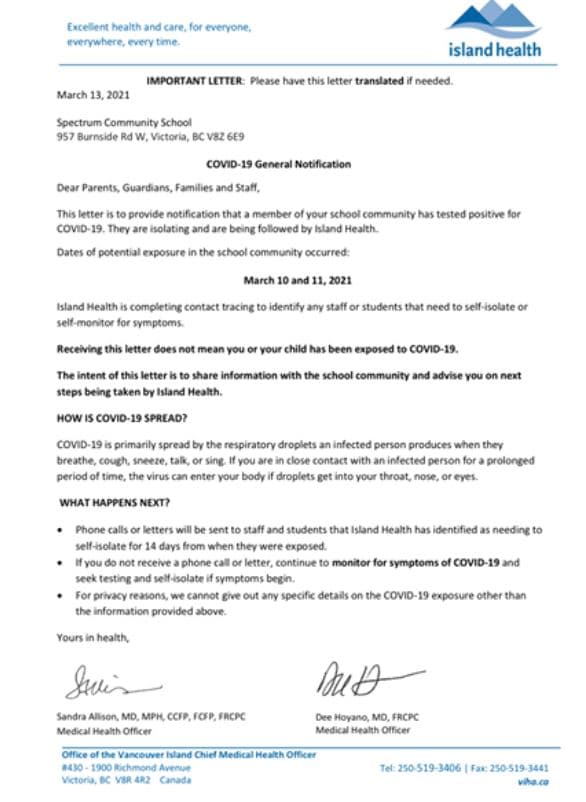 Excellent health and care, for everyone,
everywhere, every time.
island health
IMPORTANT LETTER: Please have this letter translated if needed.
March 13, 2021
Spectrum Community School
957 Burnside Rd W, Victoria, BC V8Z 6E9
COVID-19 General Notification
Dear Parents, Guardians, Families and Staff,
This letter is to provide notification that a member of your school community has tested positive for
COVID-19. They are isolating and are being followed by Island Health.
Dates of potential exposure in the school community occurred:
March 10 and 11, 2021
Island Health is completing contact tracing to identify any staff or students that need to self-isolate or
self-monitor for symptoms.
Receiving this letter does not mean you or your child has been exposed to COVID-19.
The intent of this letter is to share information with the school community and advise you on next
steps being taken by Island Health.
HOW IS COVID-19 SPREAD?
COVID-19 is primarily spread by the respiratory droplets an infected person produces when they
breathe, cough, sneeze, talk, or sing. If you are in close contact with an infected person for a prolonged
period of time, the virus can enter your body if droplets get into your throat, nose, or eyes.
WHAT HAPPENS NEXT?
• Phone calls or letters will be sent to staff and students that Island Health has identified as needing to
self-isolate for 14 days from when they were exposed.
• If you do not receive a phone call or letter, continue to monitor for symptoms of COVID-19 and
seek testing and self-isolate if symptoms begin.
• For privacy reasons, we cannot give out any specific details on the COVID-19 exposure other than
the information provided above.
Yours in health,
Sandra Allison, MD, MPH, CCFP, FCFP, FRCPC
Medical Health Officer
Dee Hoyano, MD, FRCPC
Medical Health Officer
Office of the Vancouver Island Chief Medical Health Officer
#430 - 1900 Richmond Avenue
Victoria, BC V8R 4R2 Canada
Tel: 250-519-3406 | Fax: 250-519-3441
viha.ca